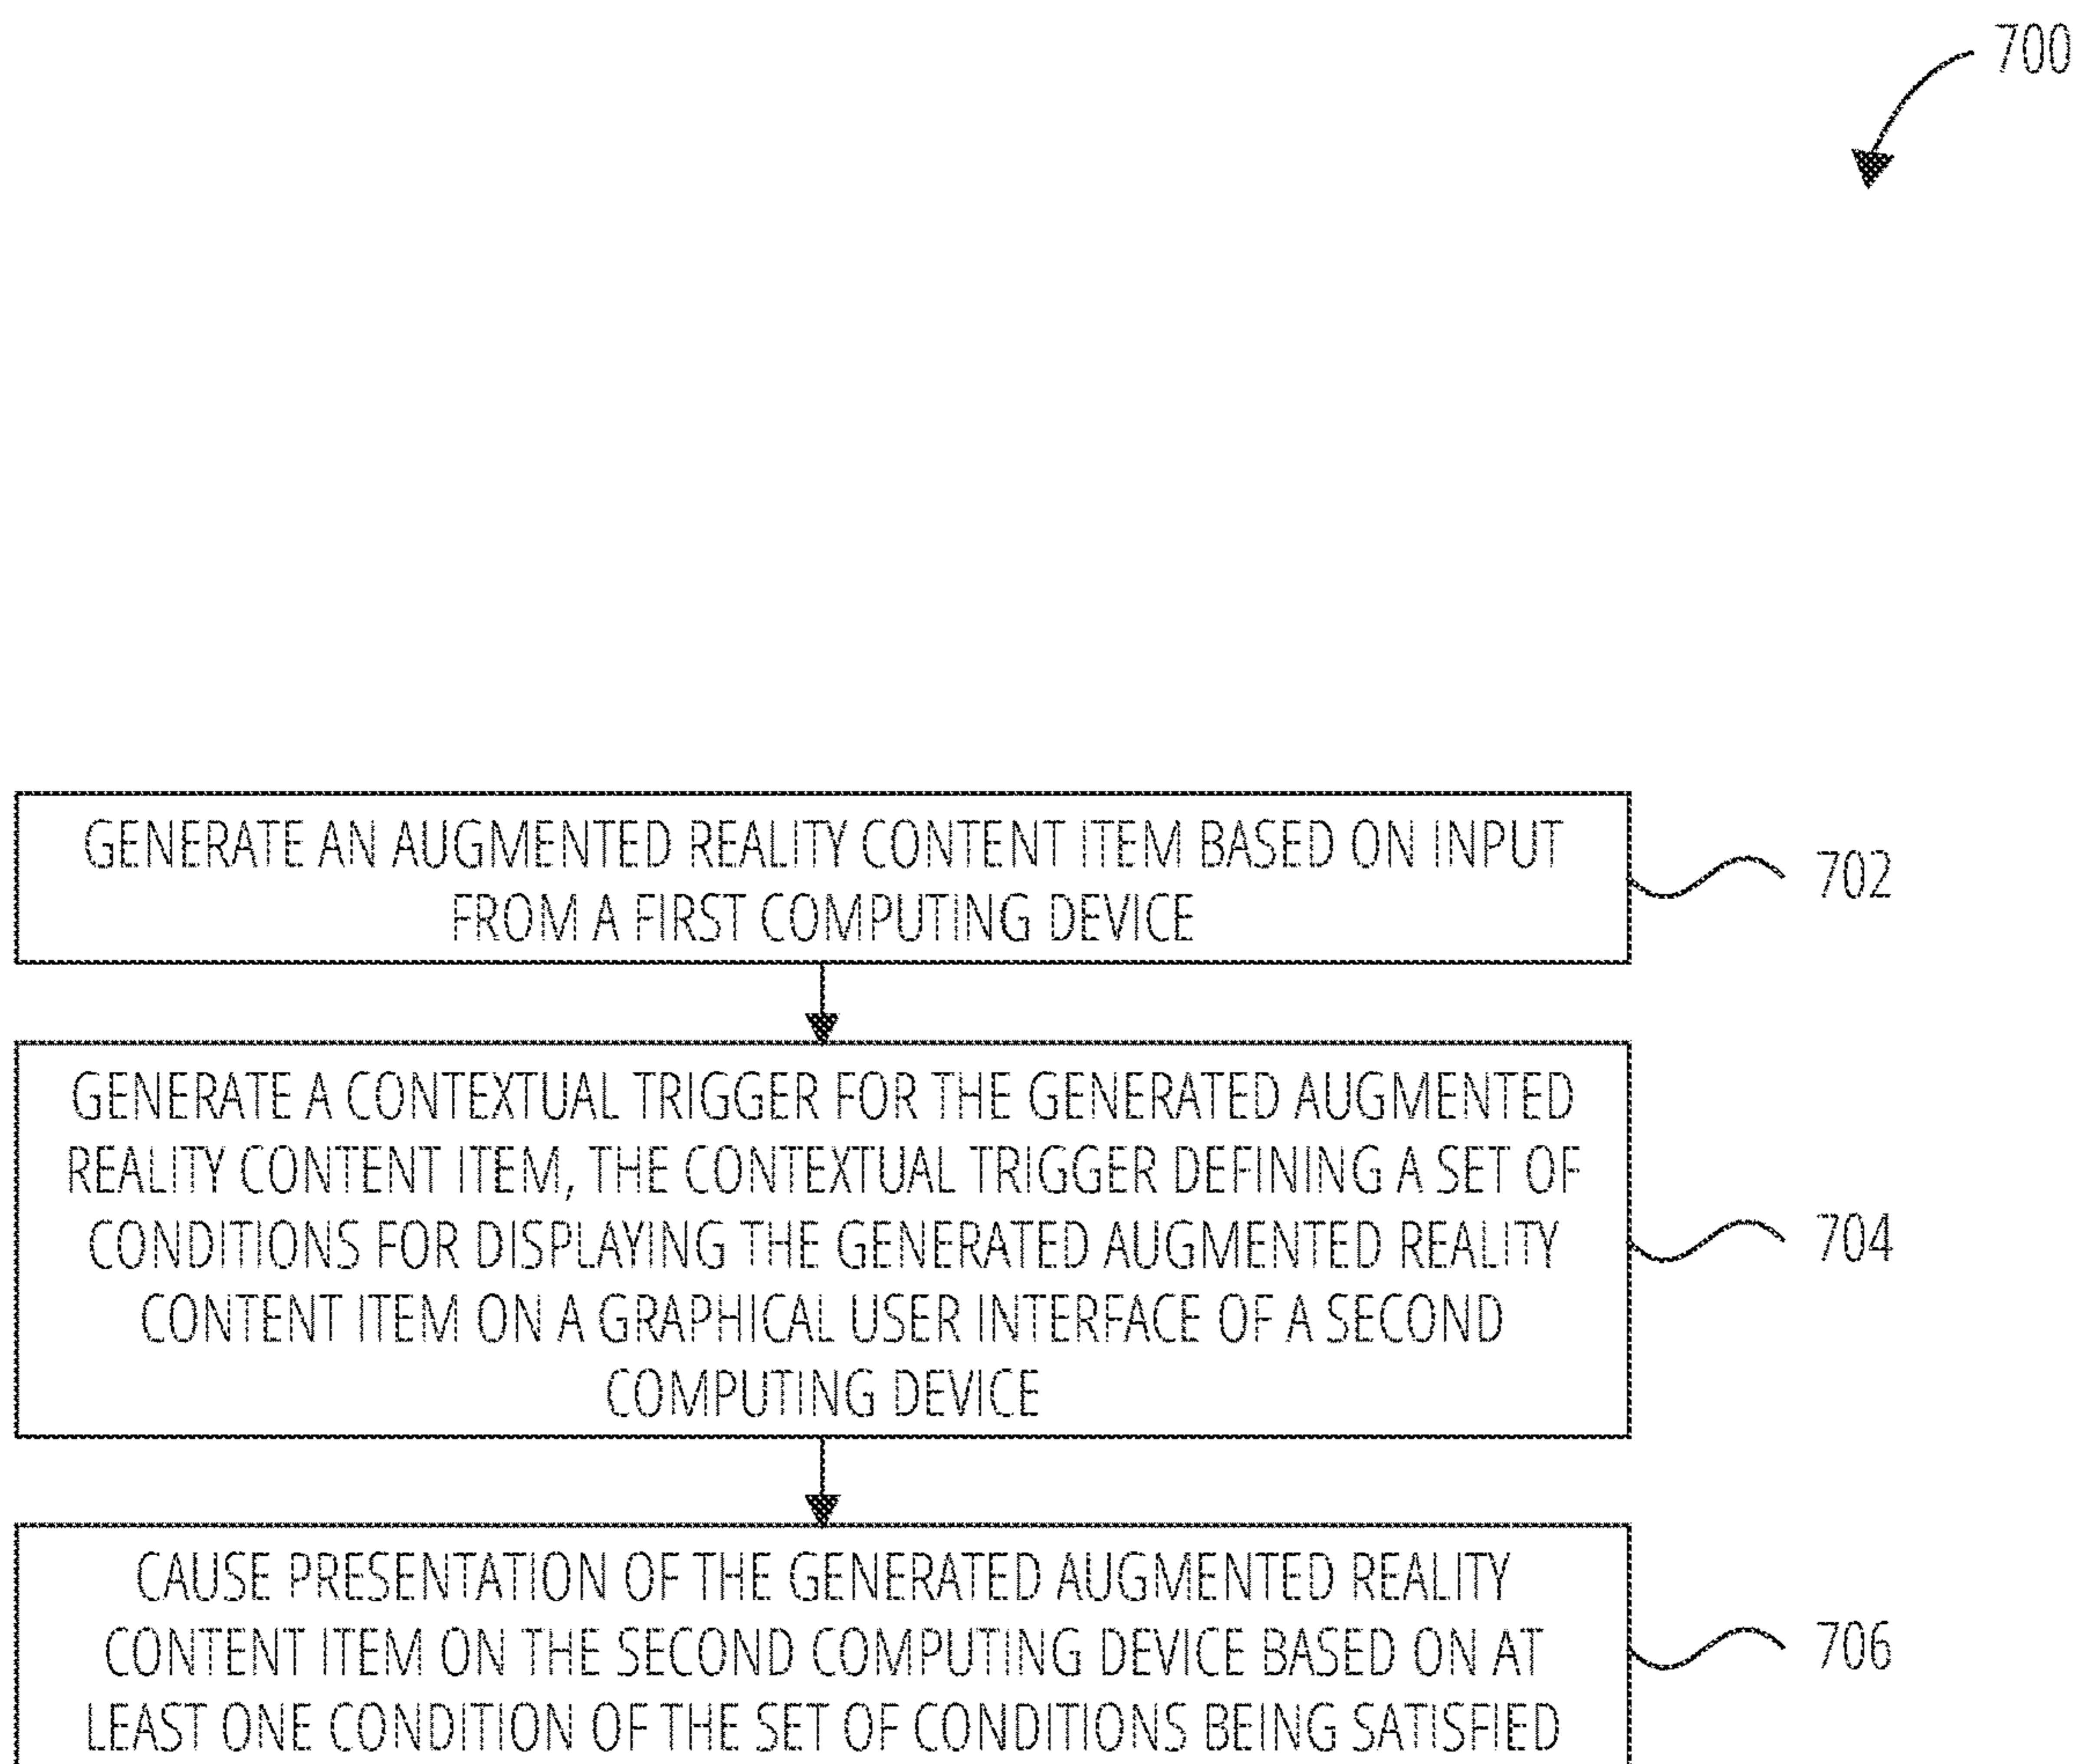 700
GENERATE AN AUGMENTED REALITY CONTENT ITEM BASED ON INPUT
FROM A FIRST COMPUTING DEVICE
702
GENERATE A CONTEXTUAL TRIGGER FOR THE GENERATED AUGMENTED
REALITY CONTENT ITEM, THE CONTEXTUAL TRIGGER DEFINING A SET OF
CONDITIONS FOR DISPLAYING THE GENERATED AUGMENTED REALITY
CONTENT ITEM ON A GRAPHICAL USER INTERFACE OF A SECOND
COMPUTING DEVICE
704
CAUSE PRESENTATION OF THE GENERATED AUGMENTED REALITY
CONTENT ITEM ON THE SECOND COMPUTING DEVICE BASED ON AT
LEAST ONE CONDITION OF THE SET OF CONDITIONS BEING SATISFIED
706